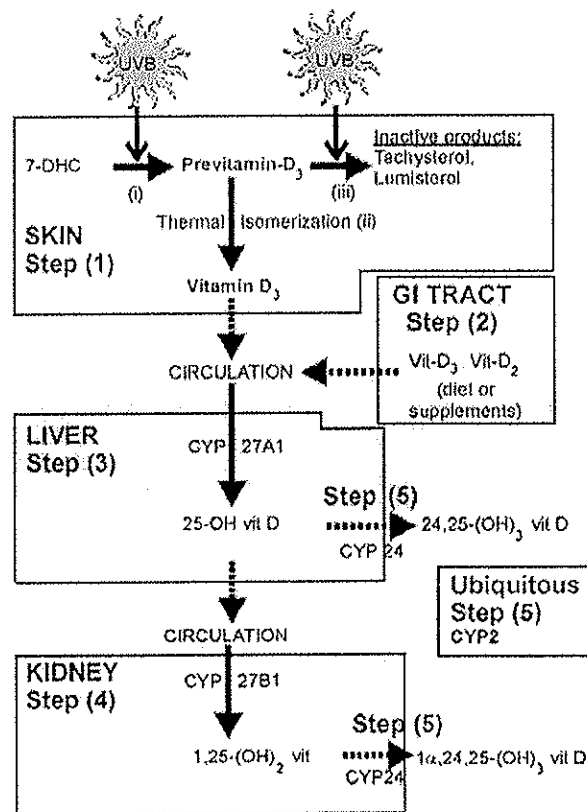 UVB UVB
7-DHC Previtamin-D₃ Inactive products:
Tachysterol,
Lumisterol
(i) (iii)
Thermal Isomerization (ii)
SKIN
Step (1)
Vitamin D₃
GI TRACT
Step (2)
CIRCULATION
Vit-D₃ Vit-D₂
(diet or
supplements)
LIVER
Step (3)
CYP 27A1
25-OH vit D
Step (5)
CYP 24
24,25-(OH)₃ vit D
Ubiquitous
Step (5)
CYP2
CIRCULATION
KIDNEY
Step (4)
CYP 27B1
1,25-(OH)₂ vit
Step (5)
CYP24
1α,24,25-(OH)₃ vit D